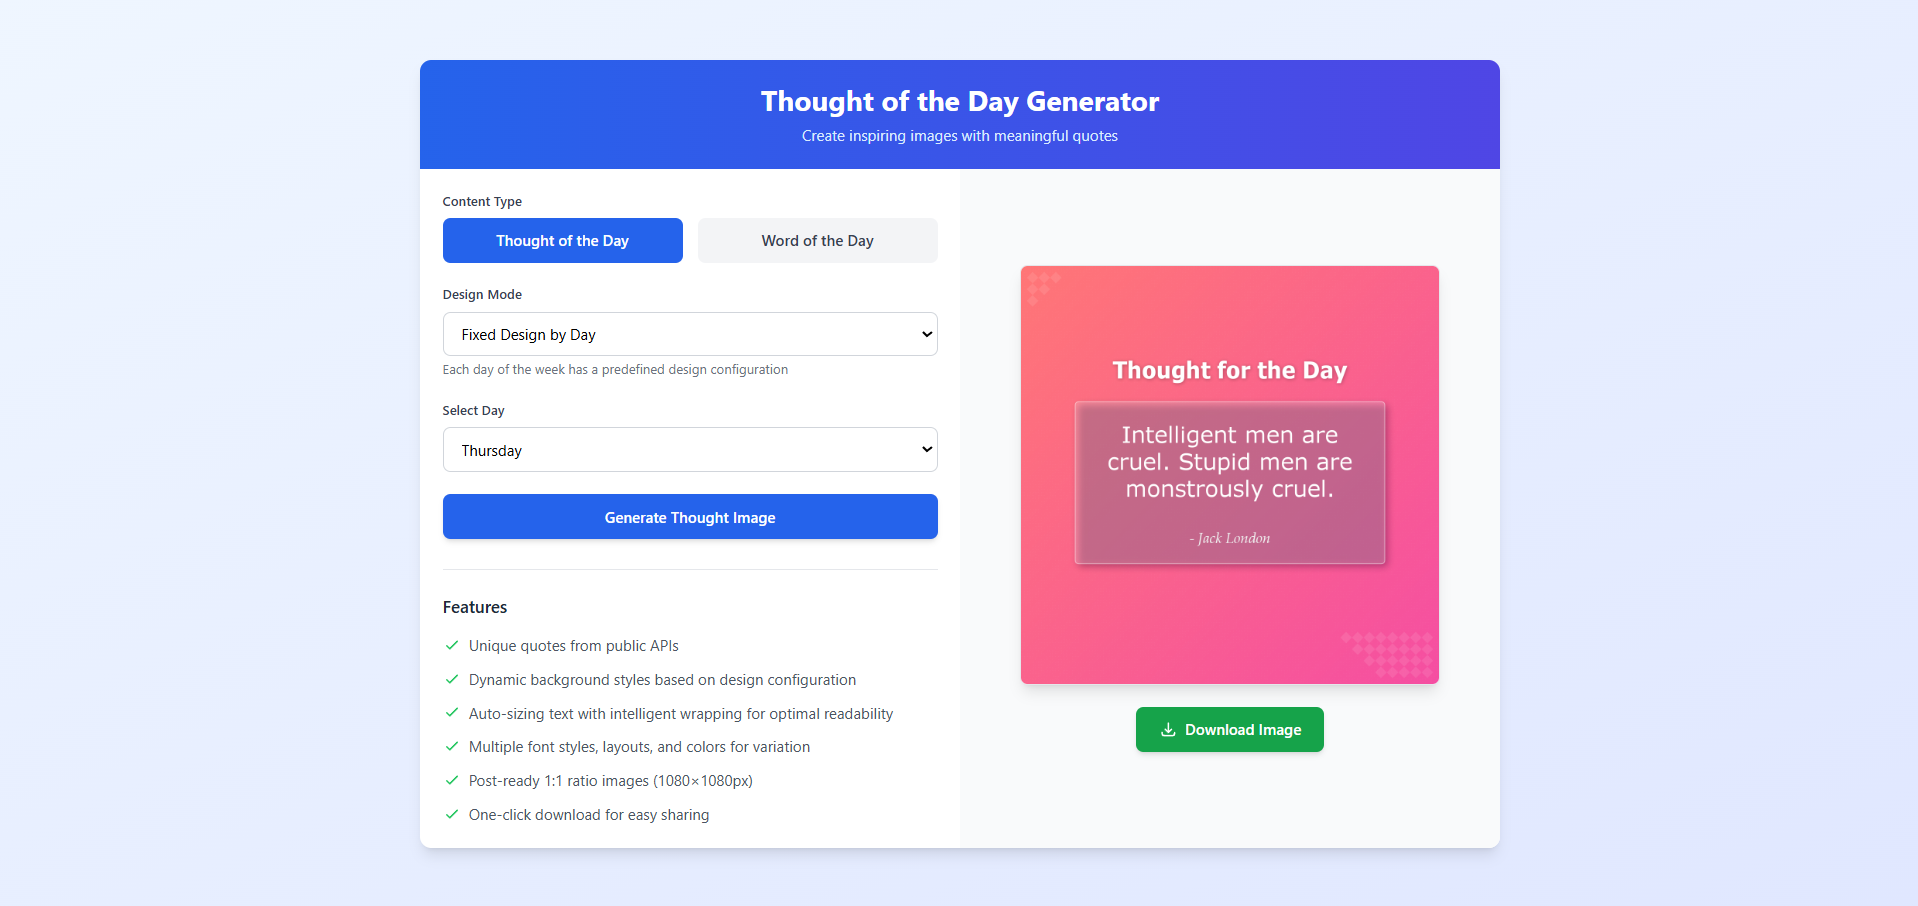 Thought of the Day Generator
Create inspiring images with meaningful quotes
Content Type
Thought of the Day
Word of the Day
Design Mode
Fixed Design by Day
Each day of the week has a predefined design configuration
Select Day
Thursday
Generate Thought Image
Features
Unique quotes from public APIs
Dynamic background styles based on design configuration
Auto-sizing text with intelligent wrapping for optimal readability
Multiple font styles, layouts, and colors for variation
Post-ready 1:1 ratio images (1080×1080px)
One-click download for easy sharing
Thought for the Day
Intelligent men are
cruel. Stupid men are
monstrously cruel.
- Jack London
Download Image